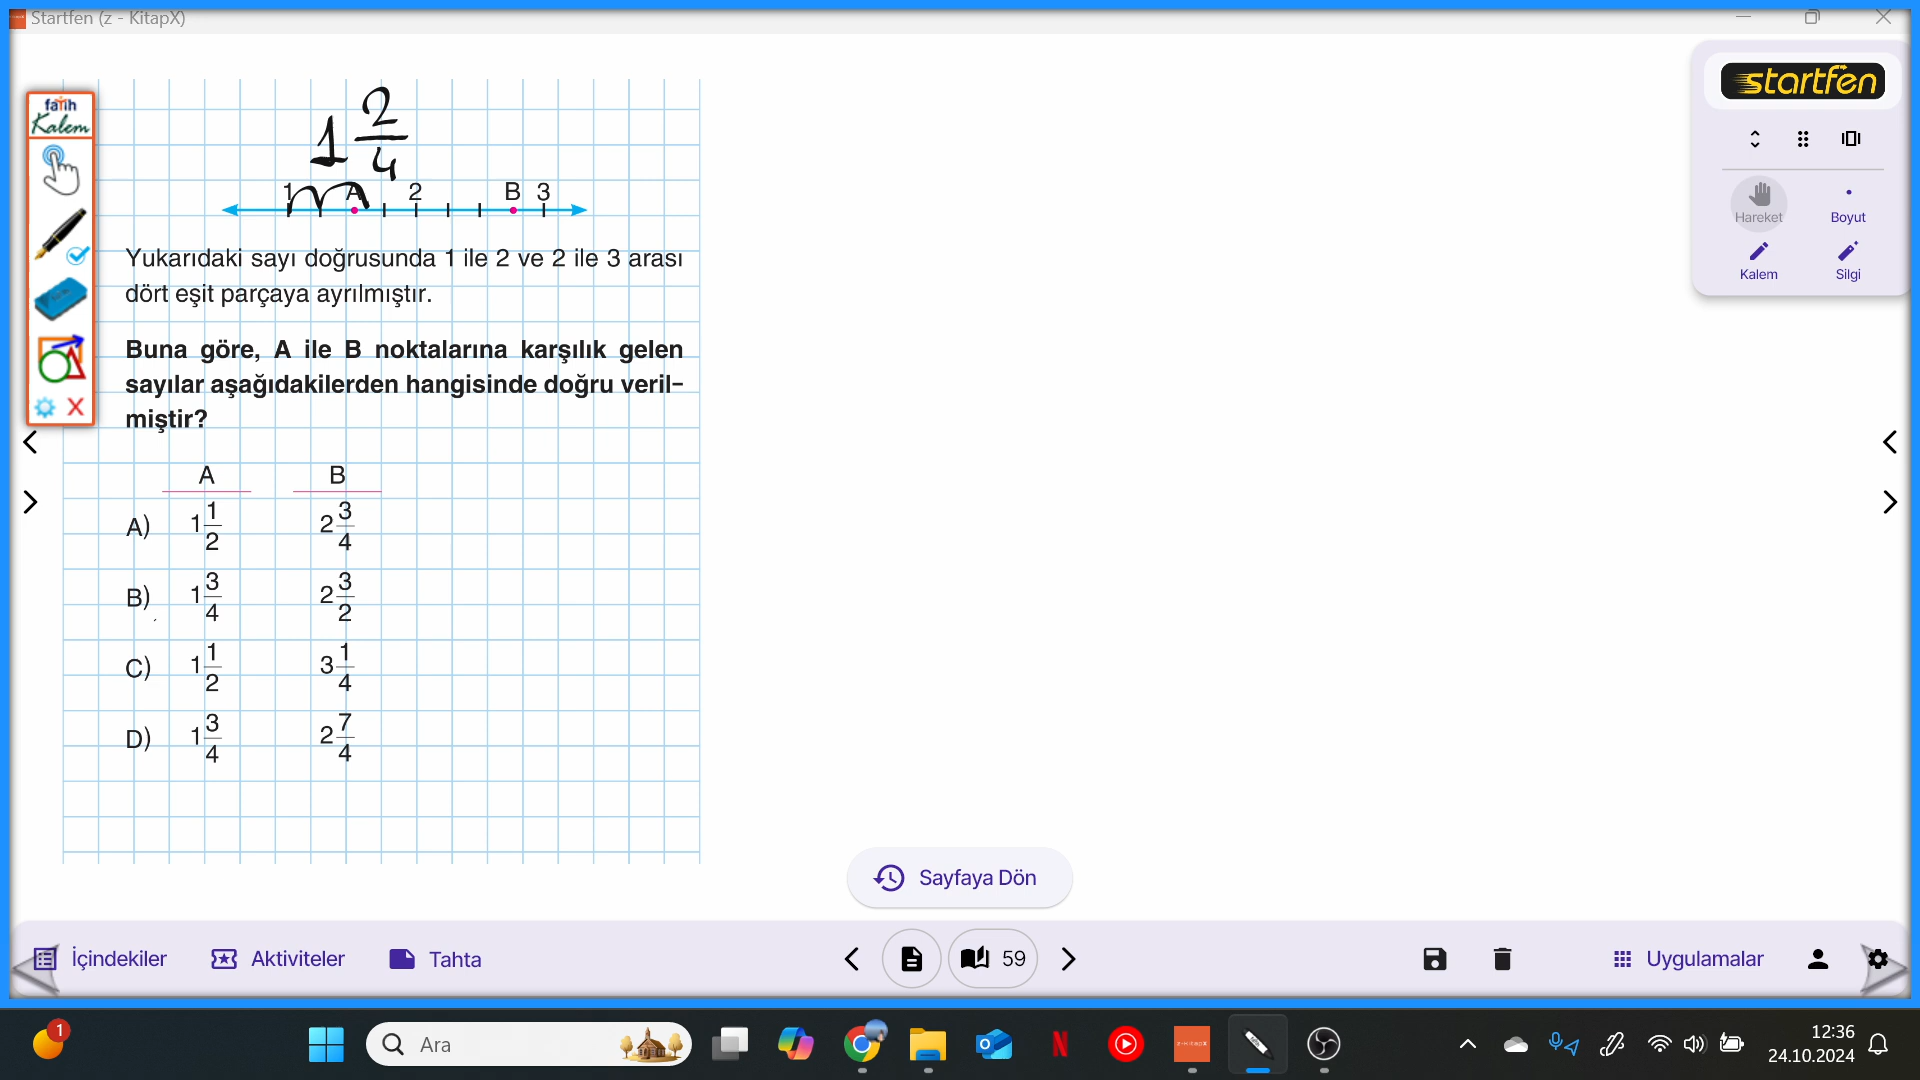 Startfen (z - KitapX)
fatih
Kalem
1 2/4
1 A 2 B 3
Yukarıdaki sayı doğrusunda 1 ile 2 ve 2 ile 3 arası
dört eşit parçaya ayrılmıştır.
Buna göre, A ile B noktalarına karşılık gelen
sayılar aşağıdakilerden hangisinde doğru veril-
miştir?
A B
A) 1 1/2 2 3/4
B) 1 3/4 2 3/2
C) 1 1/2 3 1/4
D) 1 3/4 2 7/4
startfen
Hareket Boyut
Kalem Silgi
Sayfaya Dön
İçindekiler Aktiviteler Tahta 59 Uygulamalar
1 Ara 12:36
24.10.2024